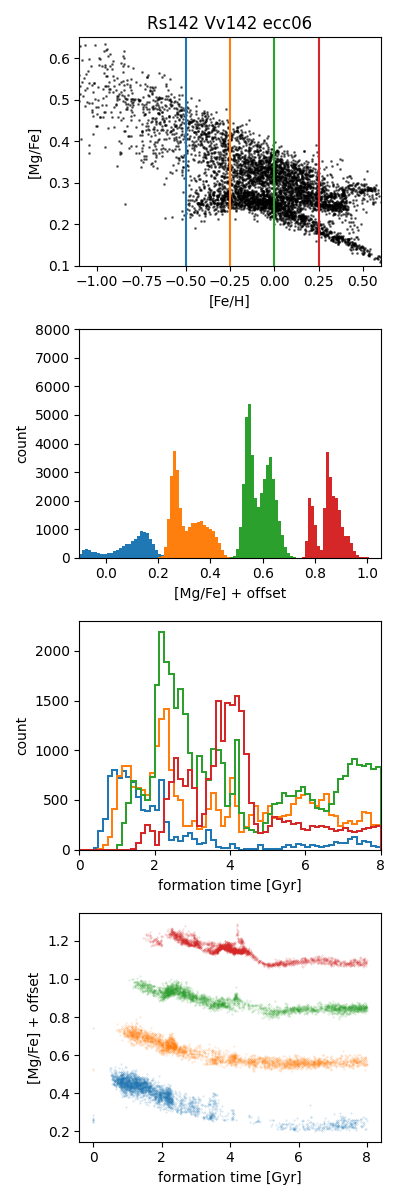 Rs142 Vv142 ecc06
0.6
0.5
0.4
0.3
0.2
0.1
[Mg/Fe]
−1.00 −0.75 −0.50 −0.25 0.00 0.25 0.50
[Fe/H]
8000
7000
6000
5000
4000
3000
2000
1000
0
count
0.0 0.2 0.4 0.6 0.8 1.0
[Mg/Fe] + offset
2000
1500
1000
500
0
count
0 2 4 6 8
formation time [Gyr]
1.2
1.0
0.8
0.6
0.4
0.2
[Mg/Fe] + offset
0 2 4 6 8
formation time [Gyr]